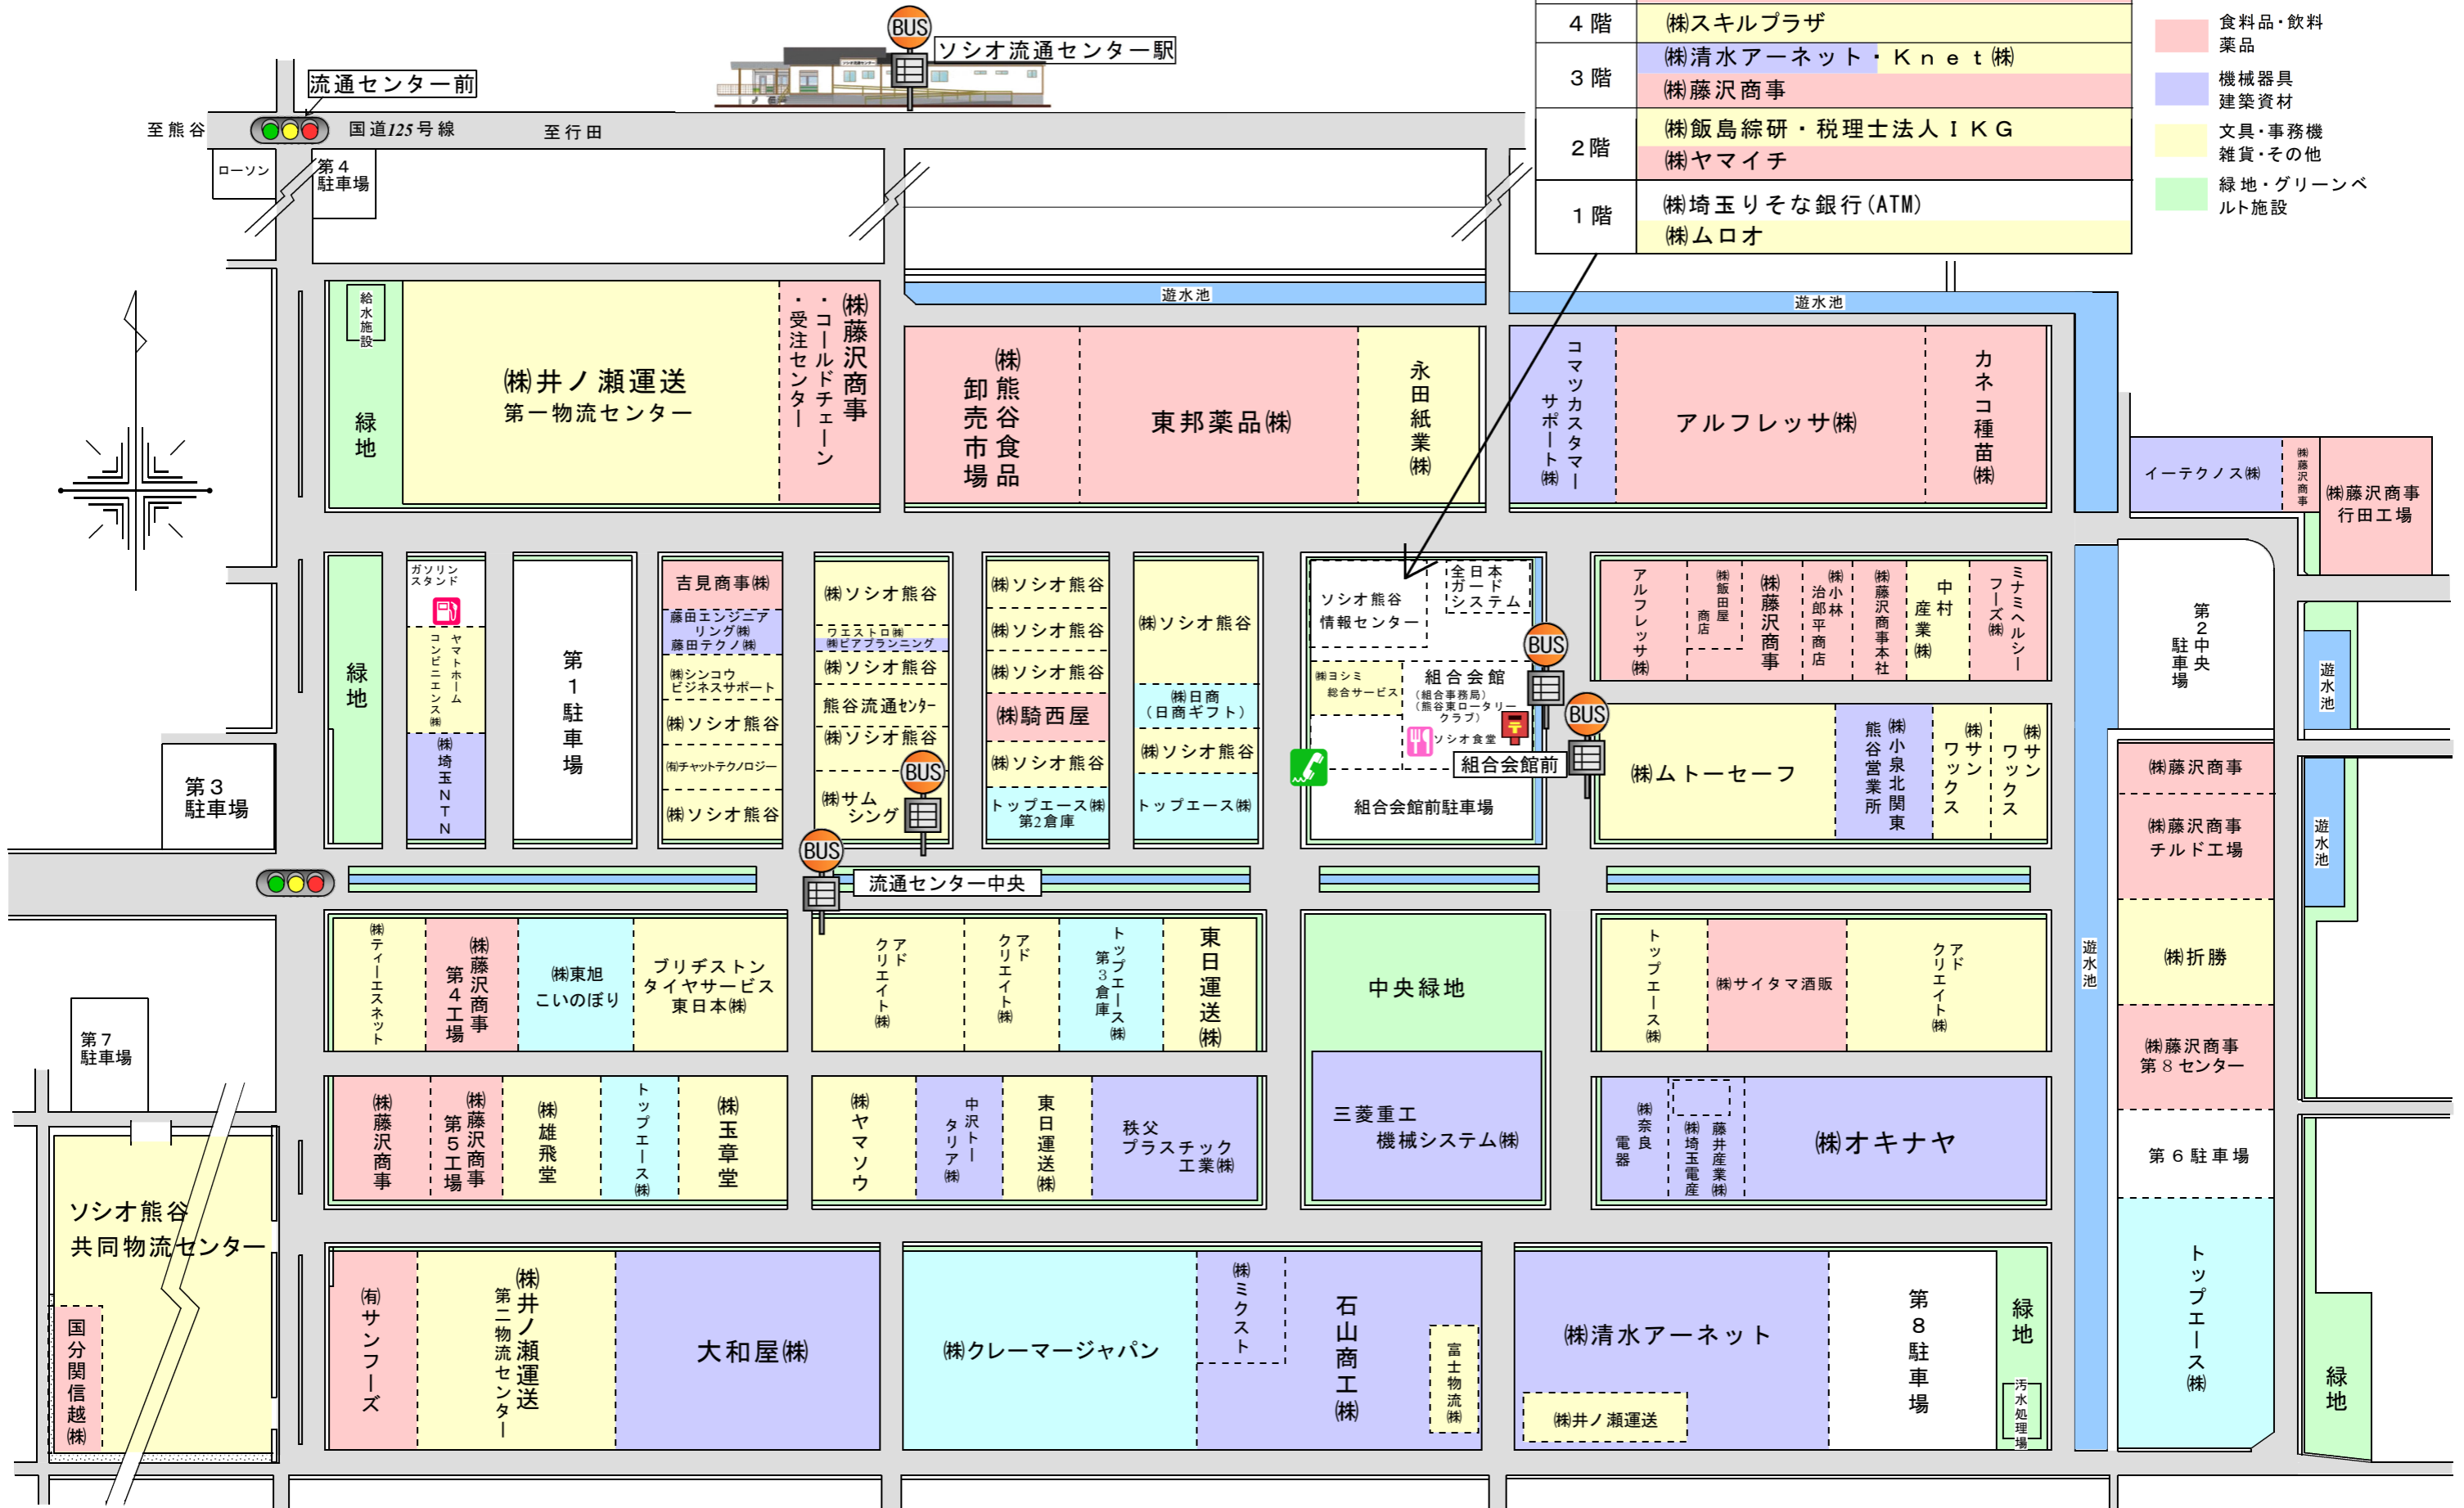 ソシオ流通センター駅
流通センター前
至熊谷
国道125号線
至行田
ローソン
第4
駐車場
4階
㈱スキルプラザ
3階
㈱清水アーネット・Knet㈱
㈱藤沢商事
2階
㈱飯島綜研・税理士法人IKG
㈱ヤマイチ
1階
㈱埼玉りそな銀行(ATM)
㈱ムロオ
食料品・飲料
薬品
機械器具
建築資材
文具・事務機
雑貨・その他
緑地・グリーンベ
ルト施設
給水施設
緑地
㈱井ノ瀬運送
第一物流センター
㈱藤沢商事
・コールドチェーン
・受注センター
遊水池
㈱熊谷食品
卸売市場
東邦薬品㈱
永田紙業㈱
遊水池
コマツカスタマー
サポート㈱
アルフレッサ㈱
カネコ種苗㈱
イーテクノス㈱
㈱藤沢商事
㈱藤沢商事
行田工場
緑地
ガソリン
スタンド
ヤマトホーム
コンビニエンス㈱
㈱埼玉NTN
第1駐車場
吉見商事㈱
藤田エンジニア
リング㈱
藤田テクノ㈱
㈱シンコウ
ビジネスサポート
㈱ソシオ熊谷
㈲チャットテクノロジー
㈱ソシオ熊谷
㈱ソシオ熊谷
ワエストロ㈱
㈱ピアプランニング
㈱ソシオ熊谷
熊谷流通センター
㈱ソシオ熊谷
㈱サム
シング
BUS
㈱ソシオ熊谷
㈱ソシオ熊谷
㈱ソシオ熊谷
㈱騎西屋
㈱ソシオ熊谷
トップエース㈱
第2倉庫
㈱ソシオ熊谷
㈱日商
(日商ギフト)
㈱ソシオ熊谷
トップエース㈱
ソシオ熊谷
情報センター
全日本
ガード
システム
㈱ヨシミ
総合サービス
組合会館
(組合事務局)
(熊谷東ロータリー
クラブ)
ソシオ食堂
組合会館前
組合会館前駐車場
BUS
BUS
アルフレッサ㈱
㈱飯田屋
商店
㈱藤沢商事
㈱小林
治郎平商店
㈱藤沢商事本社
中村
産業㈱
ミナミヘルシー
フーズ㈱
㈱ムトーセーフ
㈱小泉北関東
熊谷営業所
㈱サン
ワックス
㈱サン
ワックス
第2中央
駐車場
遊水池
遊水池
㈱藤沢商事
㈱藤沢商事
チルド工場
㈱折勝
㈱藤沢商事
第8センター
第6駐車場
トップエース㈱
緑地
遊水池
第3
駐車場
BUS
BUS
流通センター中央
㈱ティーエスネット
㈱藤沢商事
第4工場
㈱東旭
こいのぼり
ブリヂストン
タイヤサービス
東日本㈱
アド
クリエイト㈱
アド
クリエイト㈱
トップエース㈱
第3倉庫
東日運送㈱
中央緑地
トップエース㈱
㈱サイタマ酒販
アド
クリエイト㈱
第7
駐車場
㈱藤沢商事
㈱藤沢商事
第5工場
㈱雄飛堂
トップエース㈱
㈱玉章堂
㈱ヤマソウ
中沢トー
タリア㈱
東日運送㈱
秩父
プラスチック
工業㈱
三菱重工
機械システム㈱
㈱奈良
電器
藤井産業㈱
㈱埼玉電産
㈱オキナヤ
ソシオ熊谷
共同物流センター
国分関信越㈱
㈲サンフーズ
㈱井ノ瀬運送
第二物流センター
大和屋㈱
㈱クレーマージャパン
㈱ミクスト
石山商工㈱
富士物流㈱
㈱清水アーネット
㈱井ノ瀬運送
第8駐車場
緑地
汚水処理場